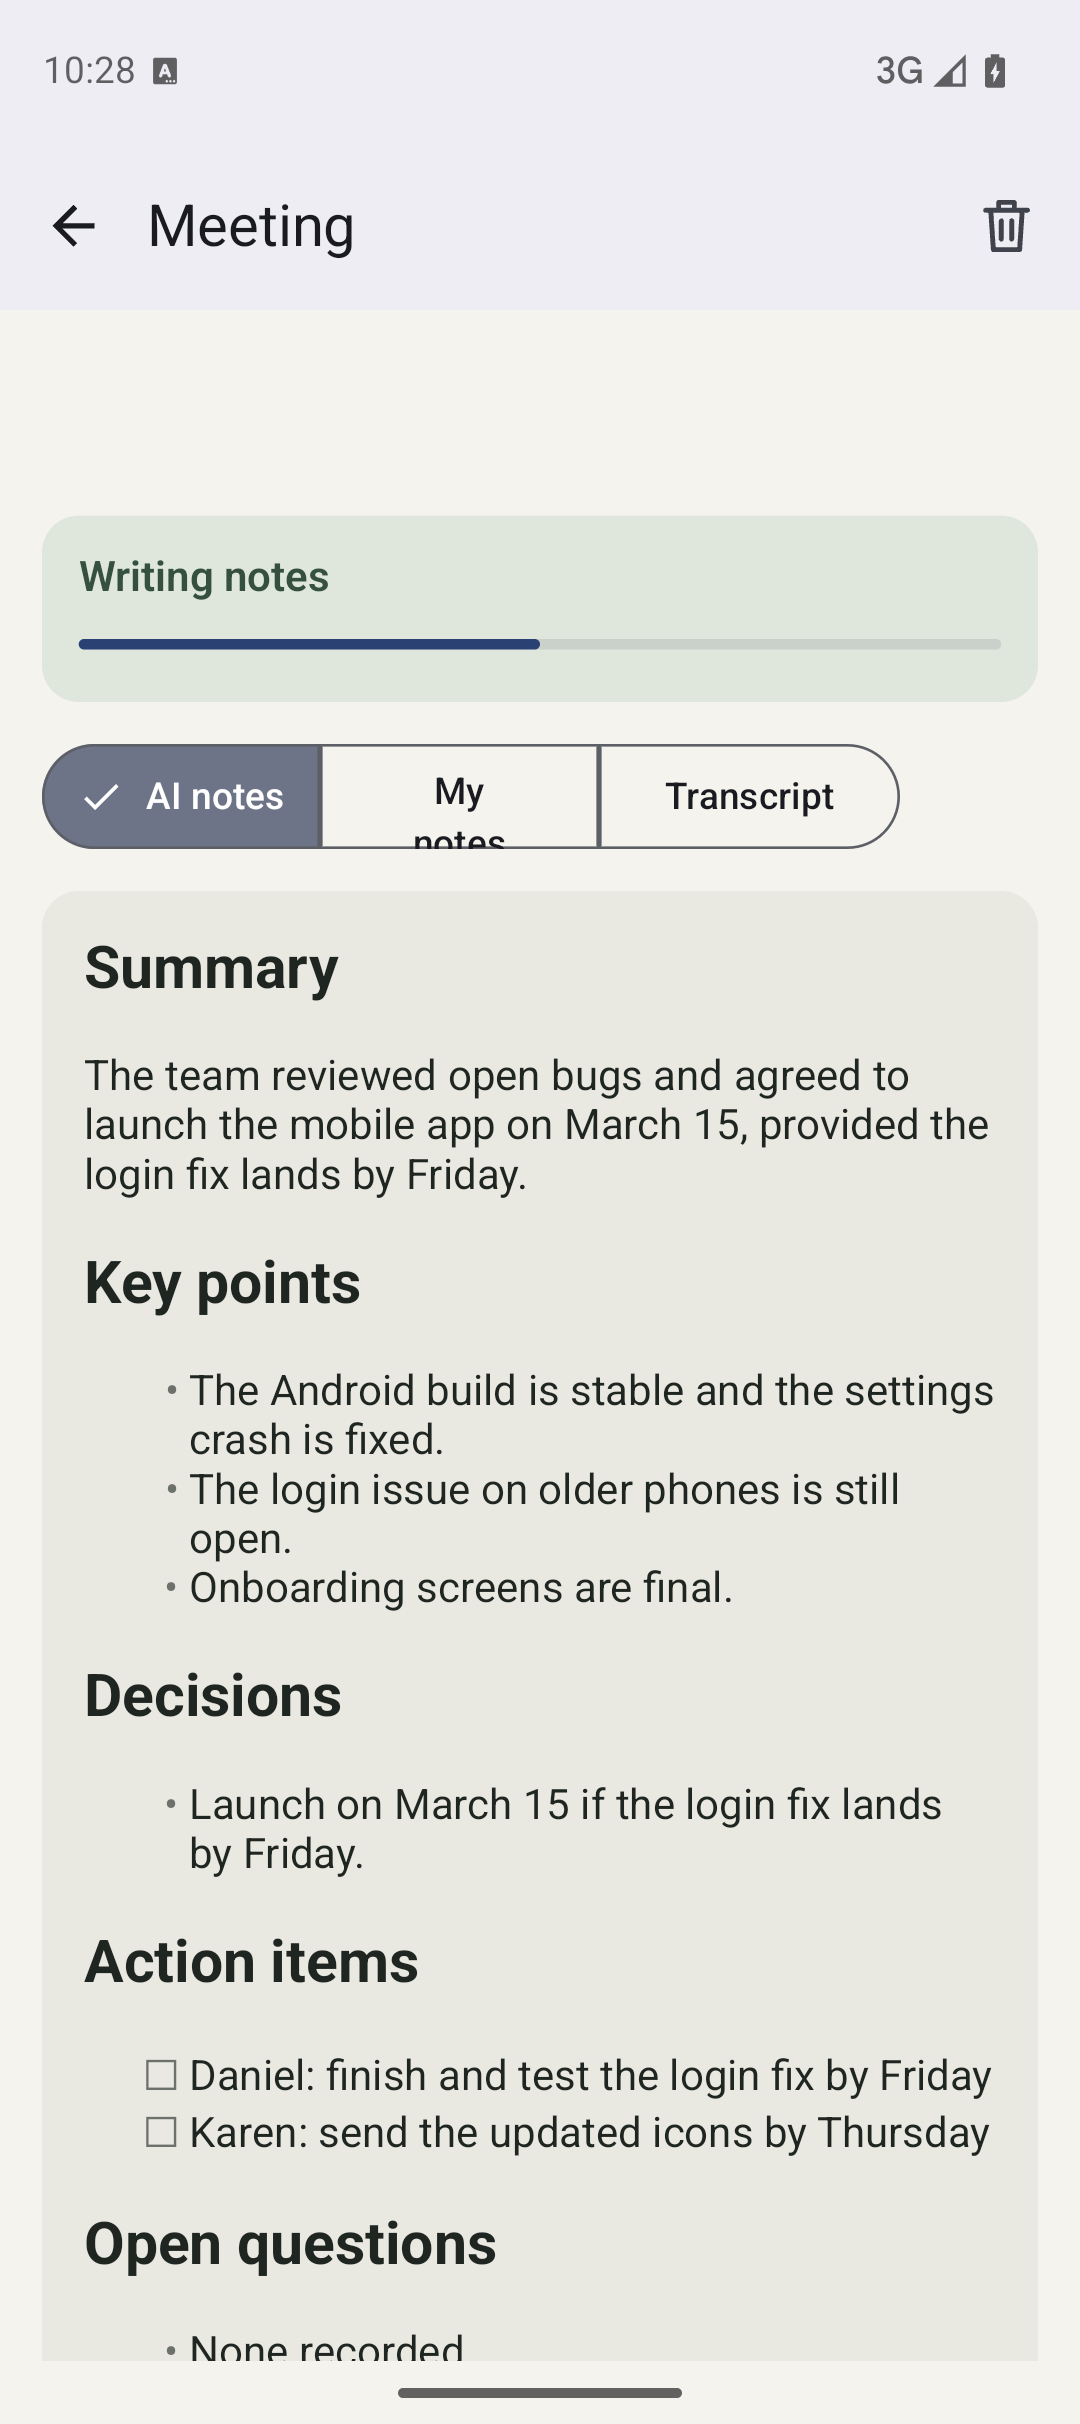 10:28
3G
Meeting
Writing notes
AI notes
My
notes
Transcript
Summary
The team reviewed open bugs and agreed to
launch the mobile app on March 15, provided the
login fix lands by Friday.
Key points
• The Android build is stable and the settings
crash is fixed.
• The login issue on older phones is still
open.
• Onboarding screens are final.
Decisions
• Launch on March 15 if the login fix lands
by Friday.
Action items
☐ Daniel: finish and test the login fix by Friday
☐ Karen: send the updated icons by Thursday
Open questions
• None recorded